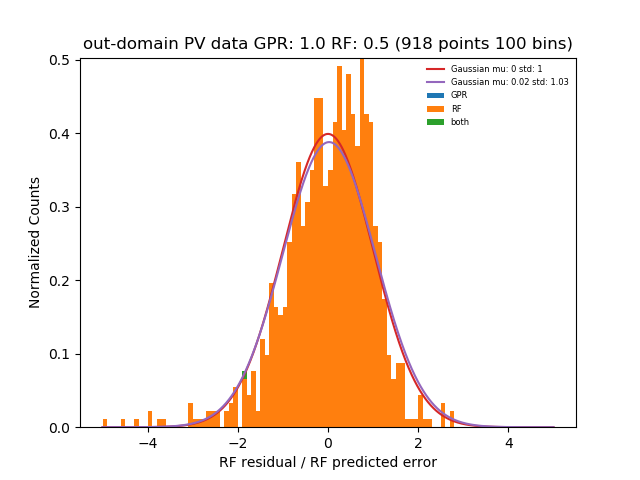 out-domain PV data GPR: 1.0 RF: 0.5 (918 points 100 bins)
Gaussian mu: 0 std: 1
Gaussian mu: 0.02 std: 1.03
GPR
RF
both
Normalized Counts
0.5
0.4
0.3
0.2
0.1
0.0
−4 −2 0 2 4
RF residual / RF predicted error